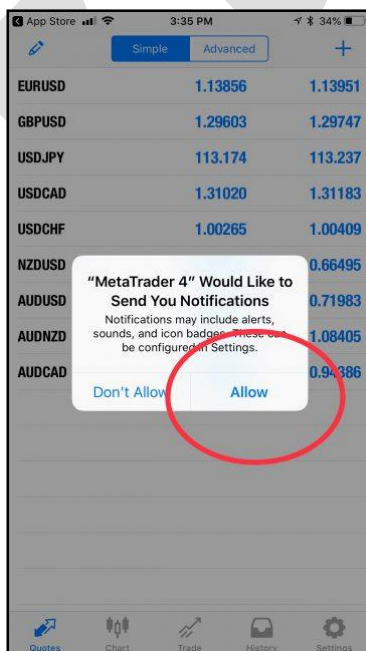 App Store 3:35 PM 34%
Simple Advanced +
EURUSD 1.13856 1.13951
GBPUSD 1.29603 1.29747
USDJPY 113.174 113.237
USDCAD 1.31020 1.31183
USDCHF 1.00265 1.00409
NZDUSD 0.66495
AUDUSD 0.71983
AUDNZD 1.08405
AUDCAD 0.94386
“MetaTrader 4” Would Like to
Send You Notifications
Notifications may include alerts,
sounds, and icon badges. These can
be configured in Settings.
Don't Allow Allow
Quotes Chart Trade History Settings